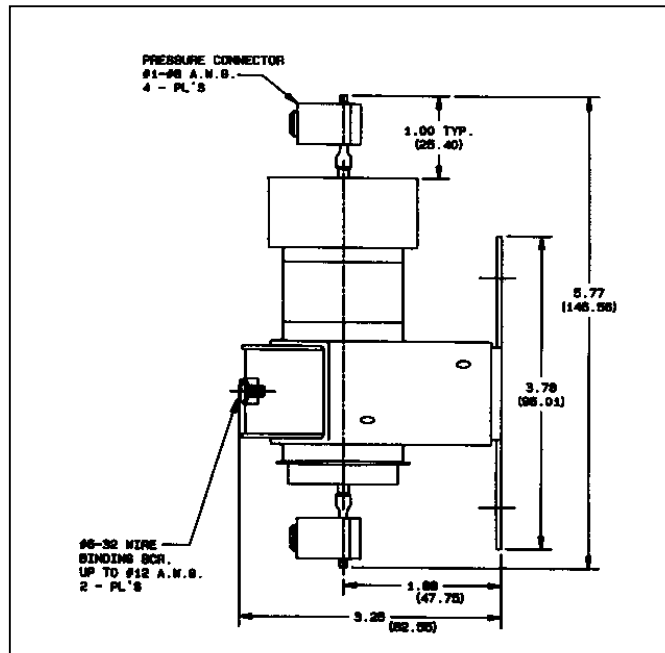 PRESSURE CONNECTOR
#1-#8 A.W.G.
4 - PL'S
1.00 TYP.
(25.40)
5.77
(146.56)
3.78
(96.01)
#6-32 WIRE
BINDING SCR.
UP TO #12 A.W.G.
2 - PL'S
1.88
(47.75)
3.25
(82.55)